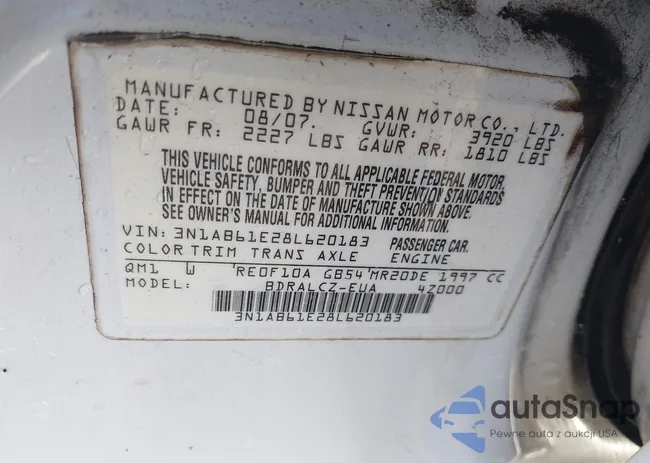 MANUFACTURED BY NISSAN MOTOR CO., LTD.
DATE: 08/07. GVWR: 3920 LBS
GAWR FR: 2227 LBS GAWR RR: 1810 LBS
THIS VEHICLE CONFORMS TO ALL APPLICABLE FEDERAL MOTOR
VEHICLE SAFETY, BUMPER AND THEFT PREVENTION STANDARDS
IN EFFECT ON THE DATE OF MANUFACTURE SHOWN ABOVE.
SEE OWNER'S MANUAL FOR ADDITIONAL INFORMATION.
VIN: 3N1AB61E28L620183 PASSENGER CAR.
COLOR TRIM TRANS AXLE ENGINE
QM1 W RE0F10A GB54 MR20DE 1997 CC
MODEL: BDRALCZ-EUA 4Z000
3N1AB61E28L620183
autaSnap
Pewne auta z aukcji USA